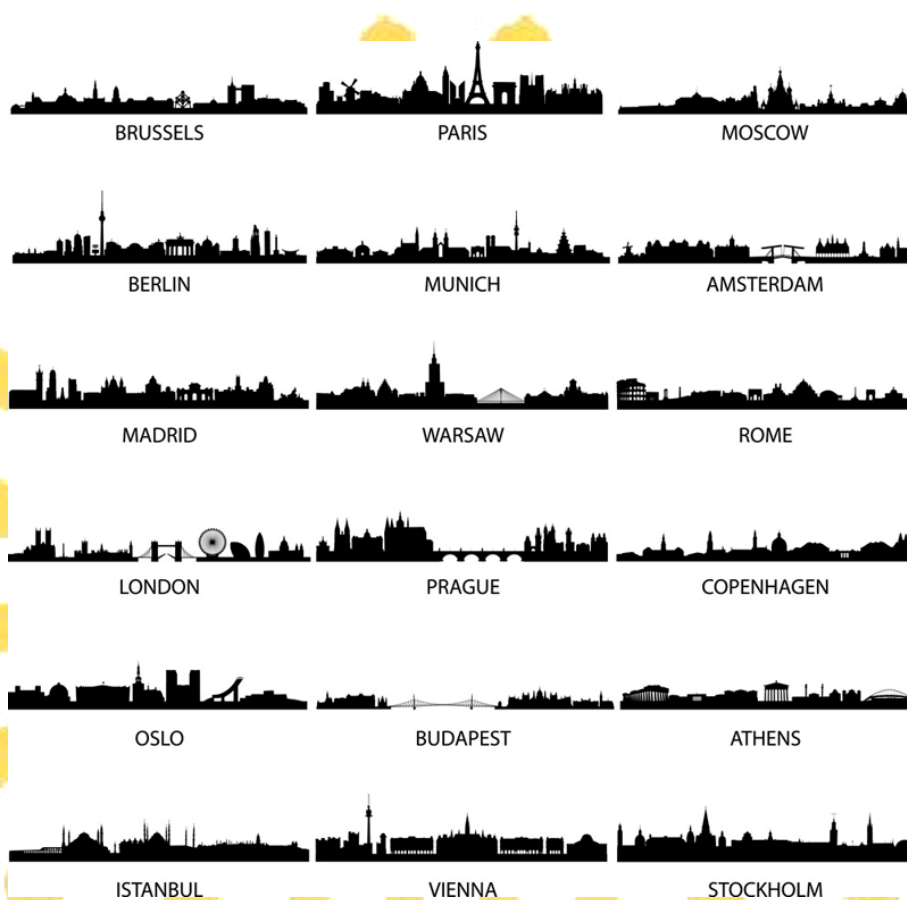 BRUSSELS
PARIS
MOSCOW
BERLIN
MUNICH
AMSTERDAM
MADRID
WARSAW
ROME
LONDON
PRAGUE
COPENHAGEN
OSLO
BUDAPEST
ATHENS
ISTANBUL
VIENNA
STOCKHOLM